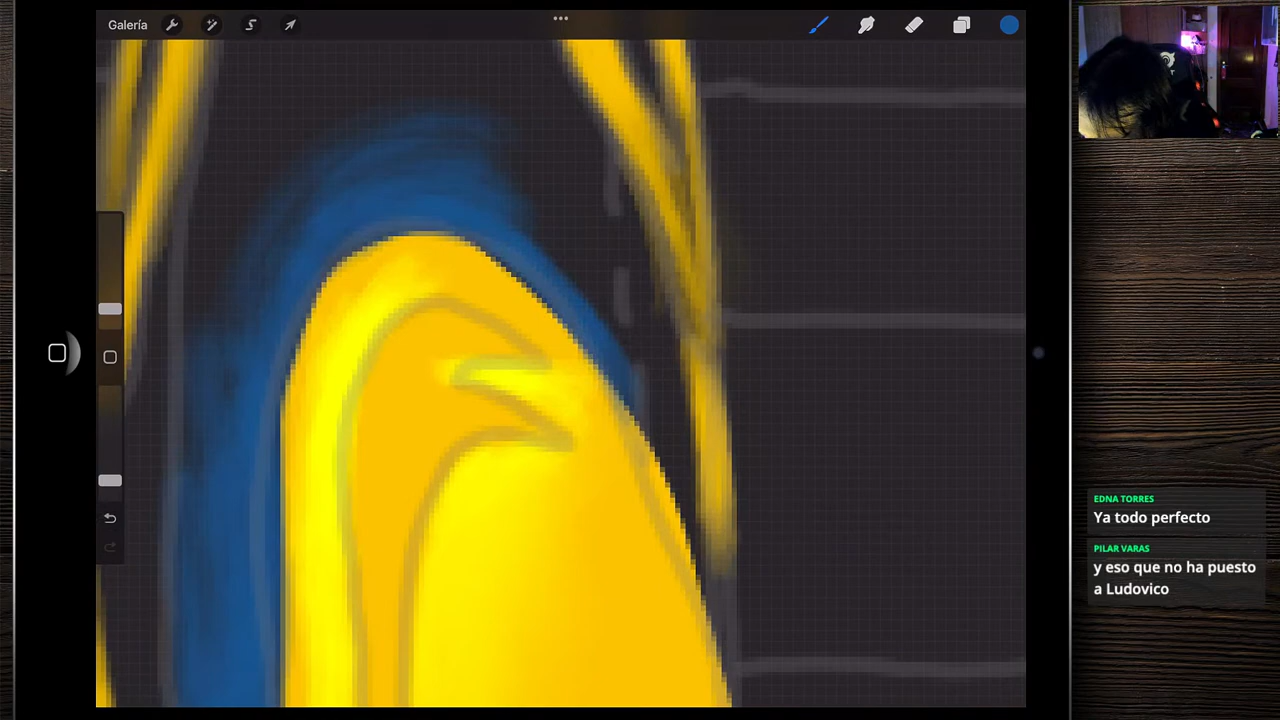 Galería
EDNA TORRES
Ya todo perfecto
PILAR VARAS
y eso que no ha puesto
a Ludovico